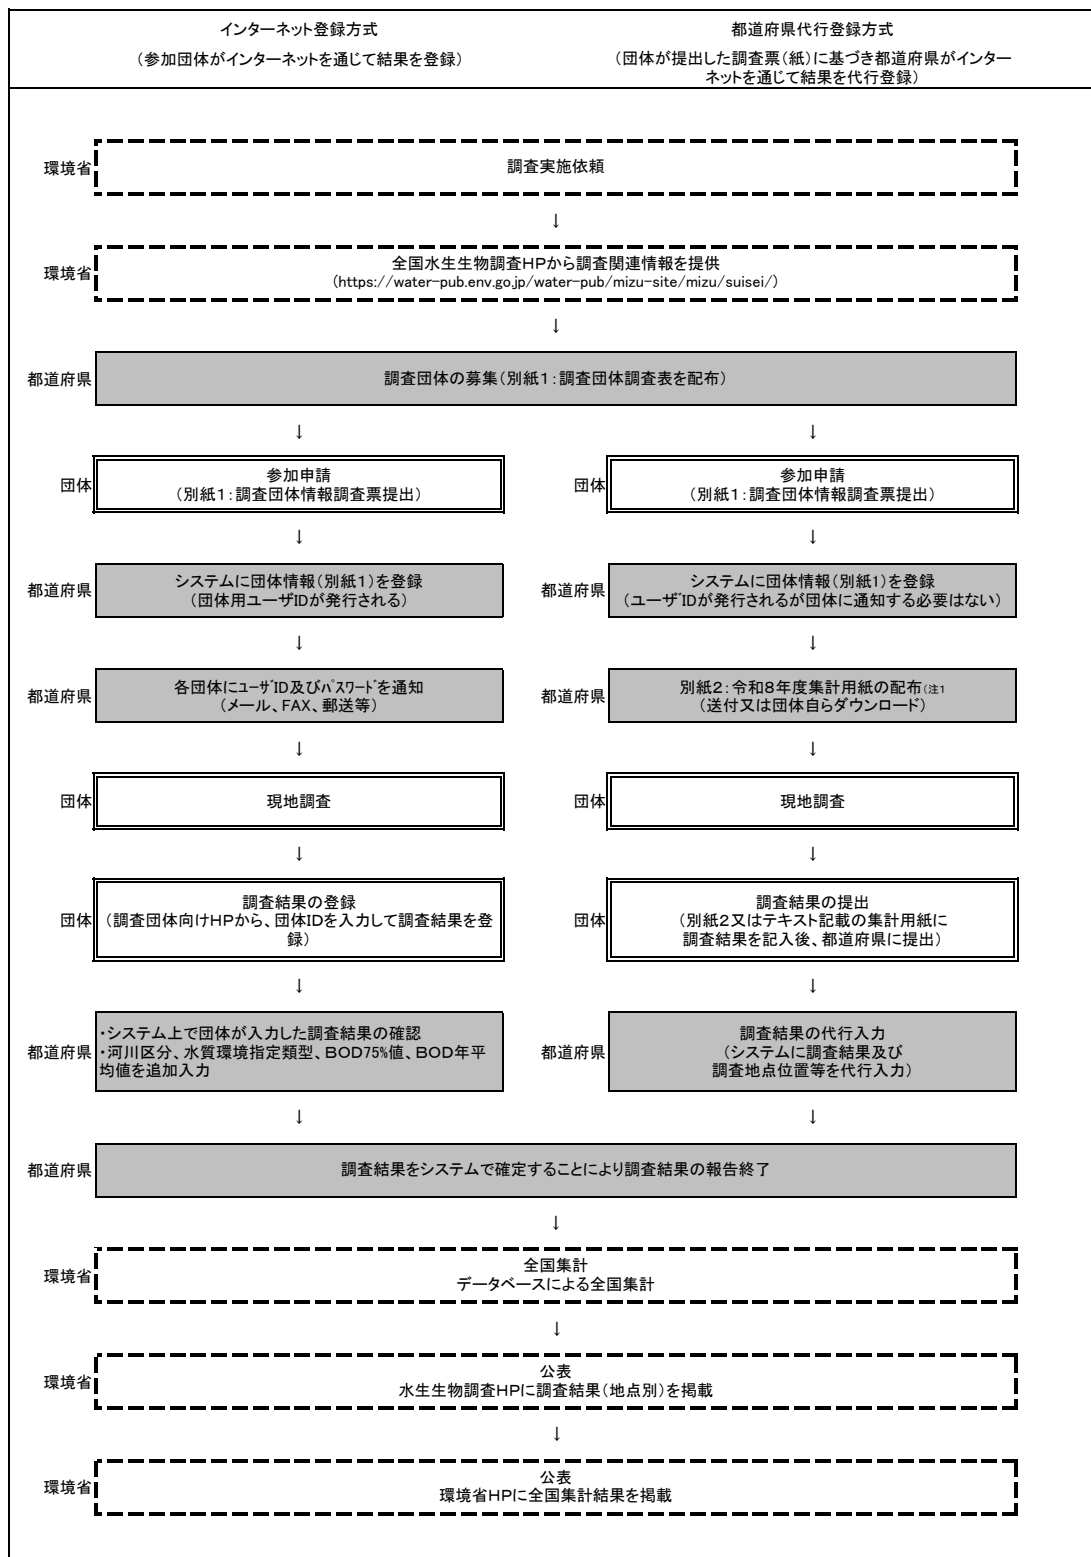 インターネット登録方式
(参加団体がインターネットを通じて結果を登録)
都道府県代行登録方式
(団体が提出した調査票(紙)に基づき都道府県がインター
ネットを通じて結果を代行登録)
環境省
調査実施依頼
↓
環境省
全国水生生物調査HPから調査関連情報を提供
(https://water-pub.env.go.jp/water-pub/mizu-site/mizu/suisei/)
↓
都道府県
調査団体の募集(別紙1:調査団体調査表を配布)
↓
↓
団体
参加申請
(別紙1:調査団体情報調査票提出)
団体
参加申請
(別紙1:調査団体情報調査票提出)
↓
↓
都道府県
システムに団体情報(別紙1)を登録
(団体用ユーザIDが発行される)
都道府県
システムに団体情報(別紙1)を登録
(ユーザIDが発行されるが団体に通知する必要はない)
↓
↓
都道府県
各団体にユーザID及びパスワードを通知
(メール、FAX、郵送等)
都道府県
別紙2:令和8年度集計用紙の配布(注1
(送付又は団体自らダウンロード)
↓
↓
団体
現地調査
団体
現地調査
↓
↓
団体
調査結果の登録
(調査団体向けHPから、団体IDを入力して調査結果を登
録)
団体
調査結果の提出
(別紙2又はテキスト記載の集計用紙に
調査結果を記入後、都道府県に提出)
↓
↓
都道府県
・システム上で団体が入力した調査結果の確認
・河川区分、水質環境指定類型、BOD75%値、BOD年平
均値を追加入力
都道府県
調査結果の代行入力
(システムに調査結果及び
調査地点位置等を代行入力)
↓
↓
都道府県
調査結果をシステムで確定することにより調査結果の報告終了
↓
環境省
全国集計
データベースによる全国集計
↓
環境省
公表
水生生物調査HPに調査結果(地点別)を掲載
↓
環境省
公表
環境省HPに全国集計結果を掲載